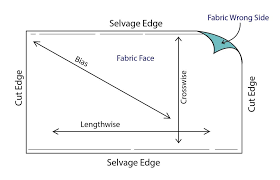 Selvage Edge
Fabric Wrong Side
Fabric Face
Bias
Crosswise
Cut Edge
Cut Edge
Lengthwise
Selvage Edge